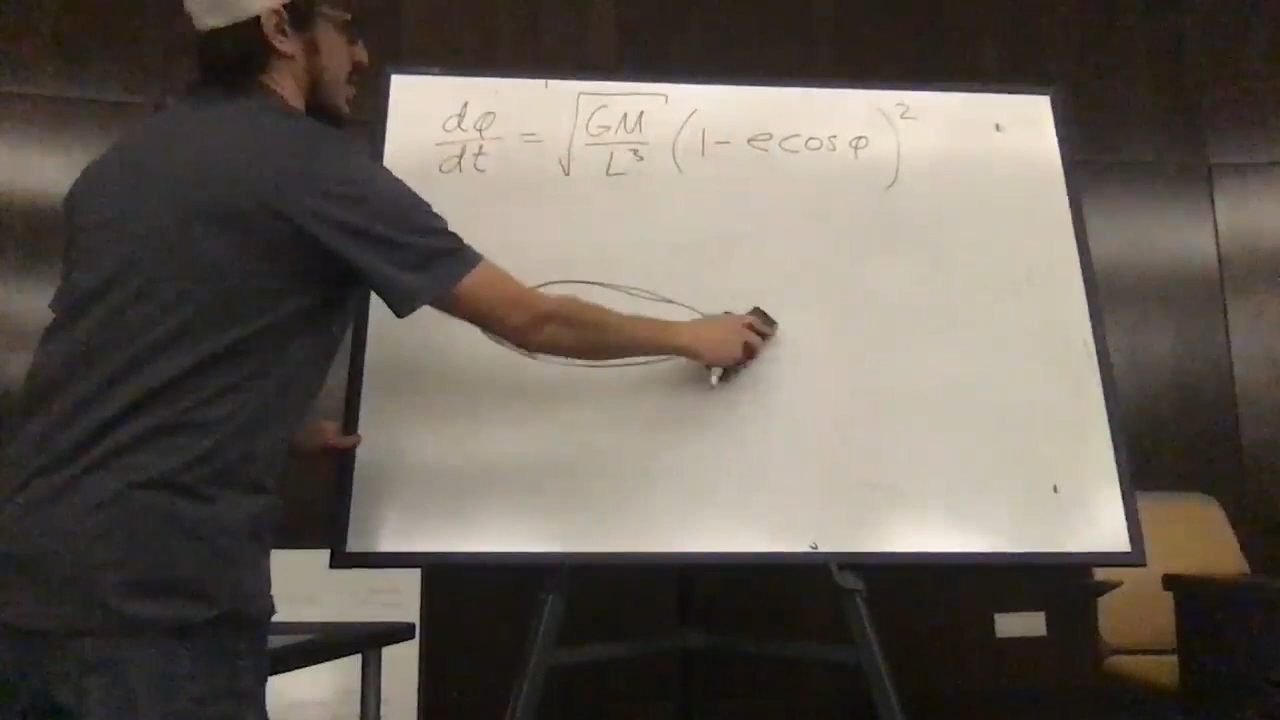 dφ/dt = √(GM/L³) (1 - e cos φ)²